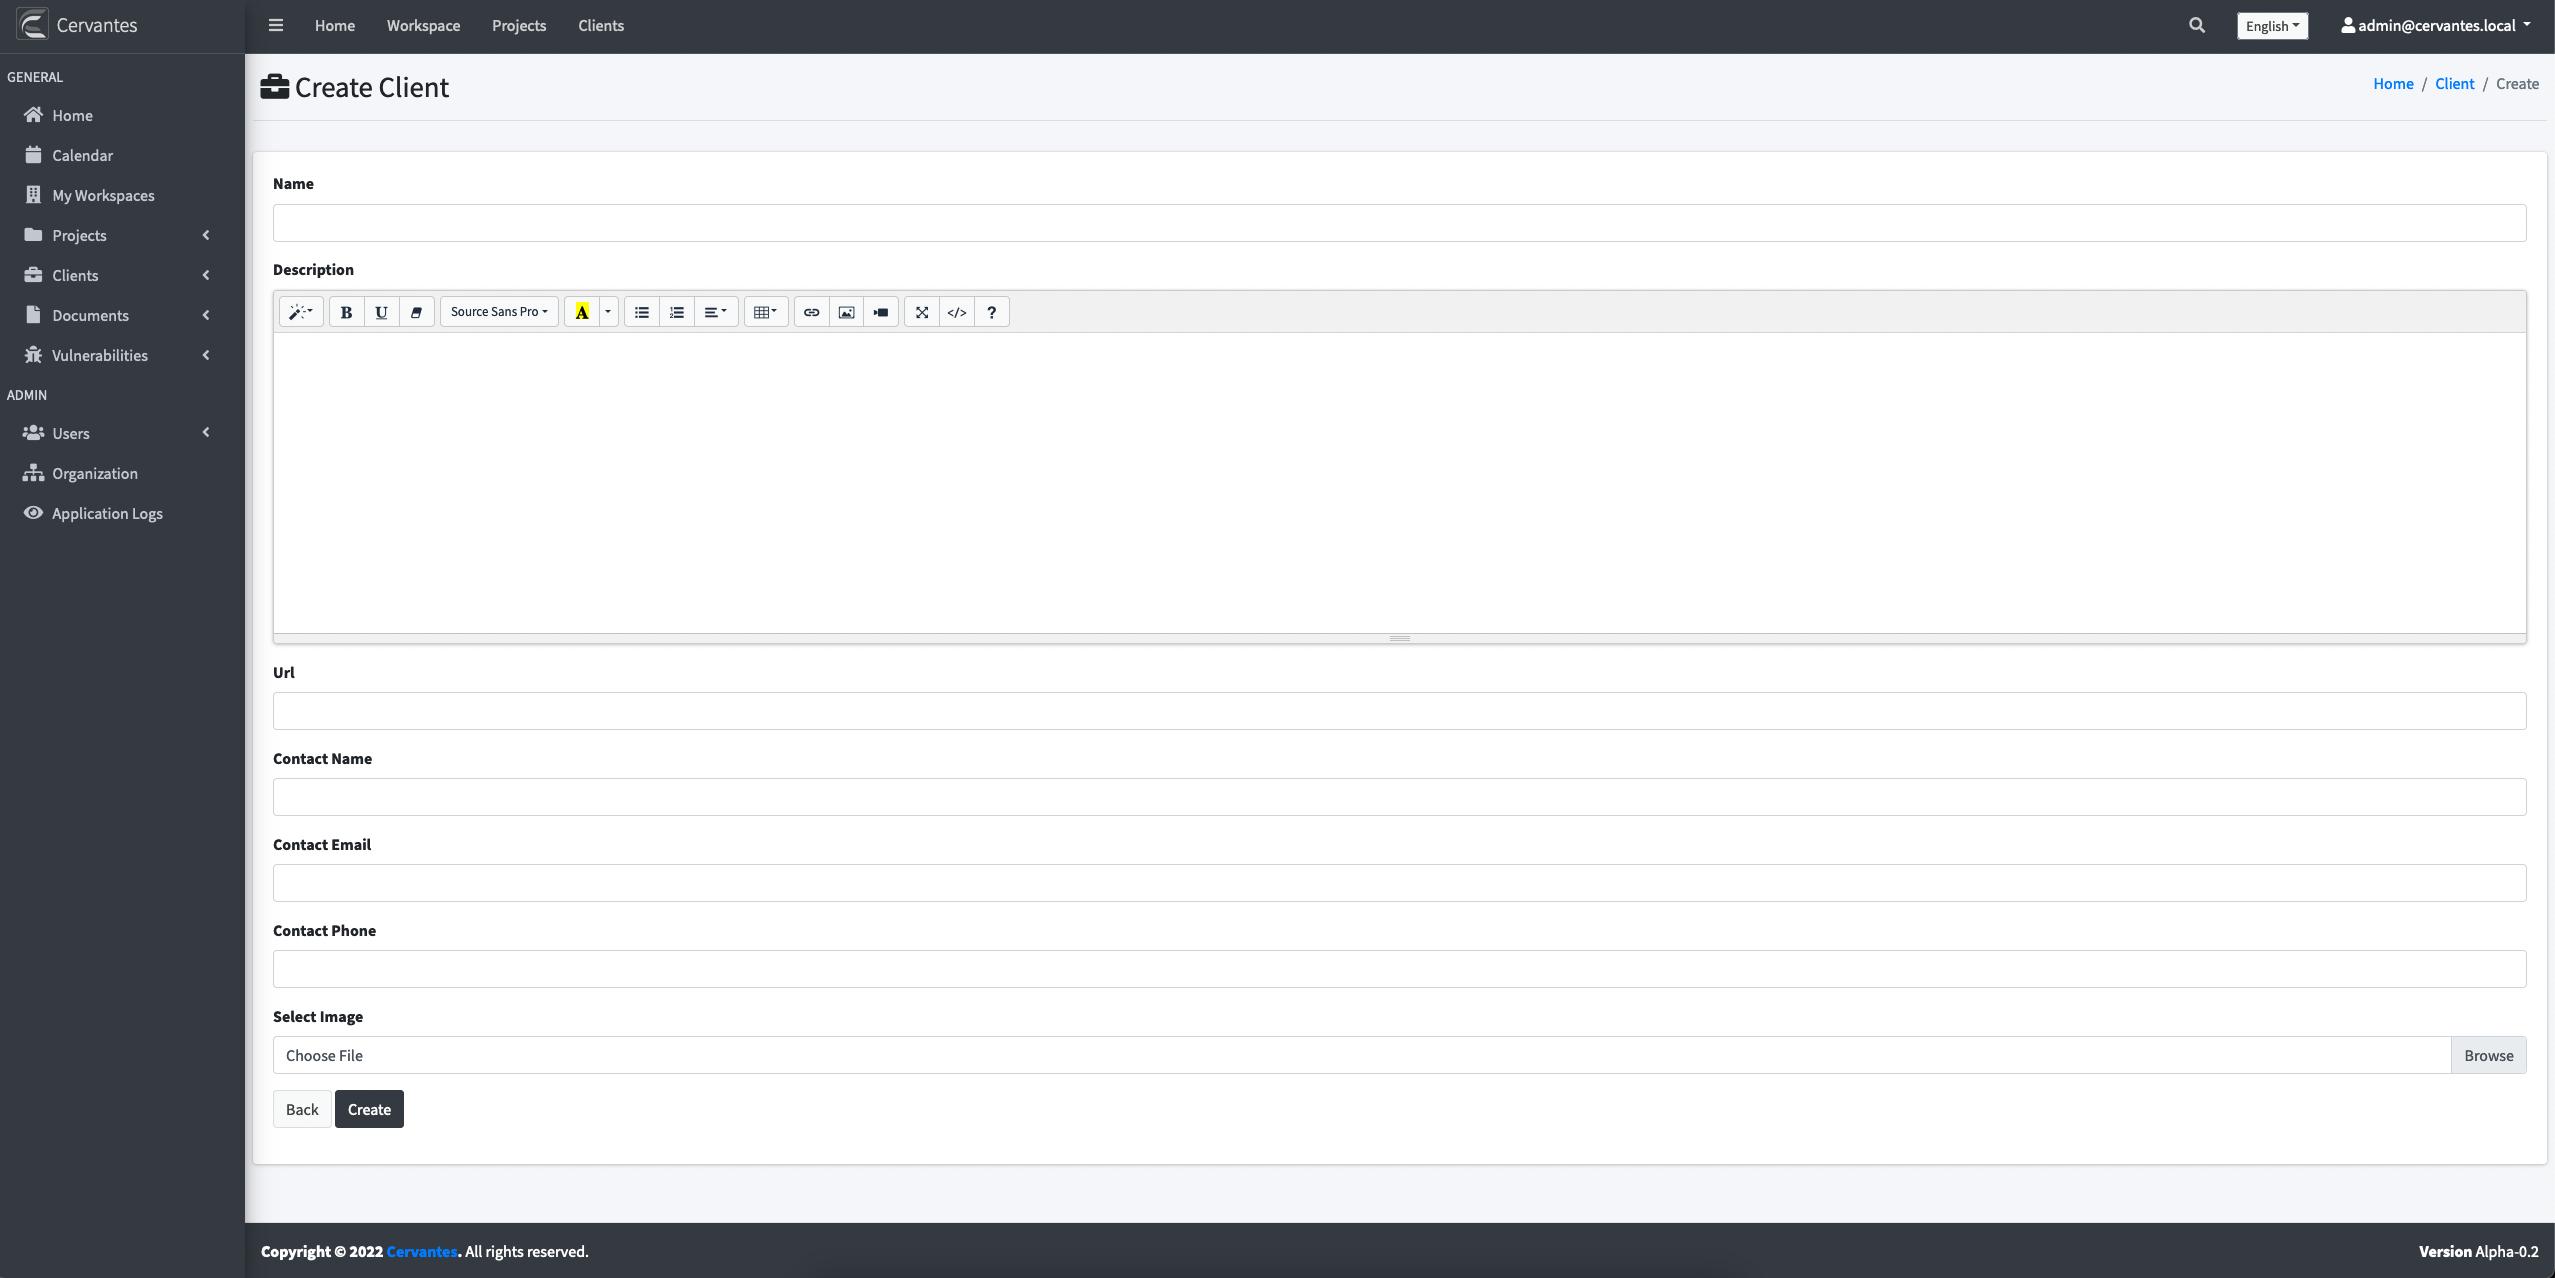 Cervantes
Home Workspace Projects Clients
English
admin@cervantes.local
GENERAL
Home
Calendar
My Workspaces
Projects
Clients
Documents
Vulnerabilities
ADMIN
Users
Organization
Application Logs
Create Client
Home / Client / Create
Name
Description
B U Source Sans Pro A </> ?
Url
Contact Name
Contact Email
Contact Phone
Select Image
Choose File Browse
Back Create
Copyright © 2022 Cervantes. All rights reserved.
Version Alpha-0.2